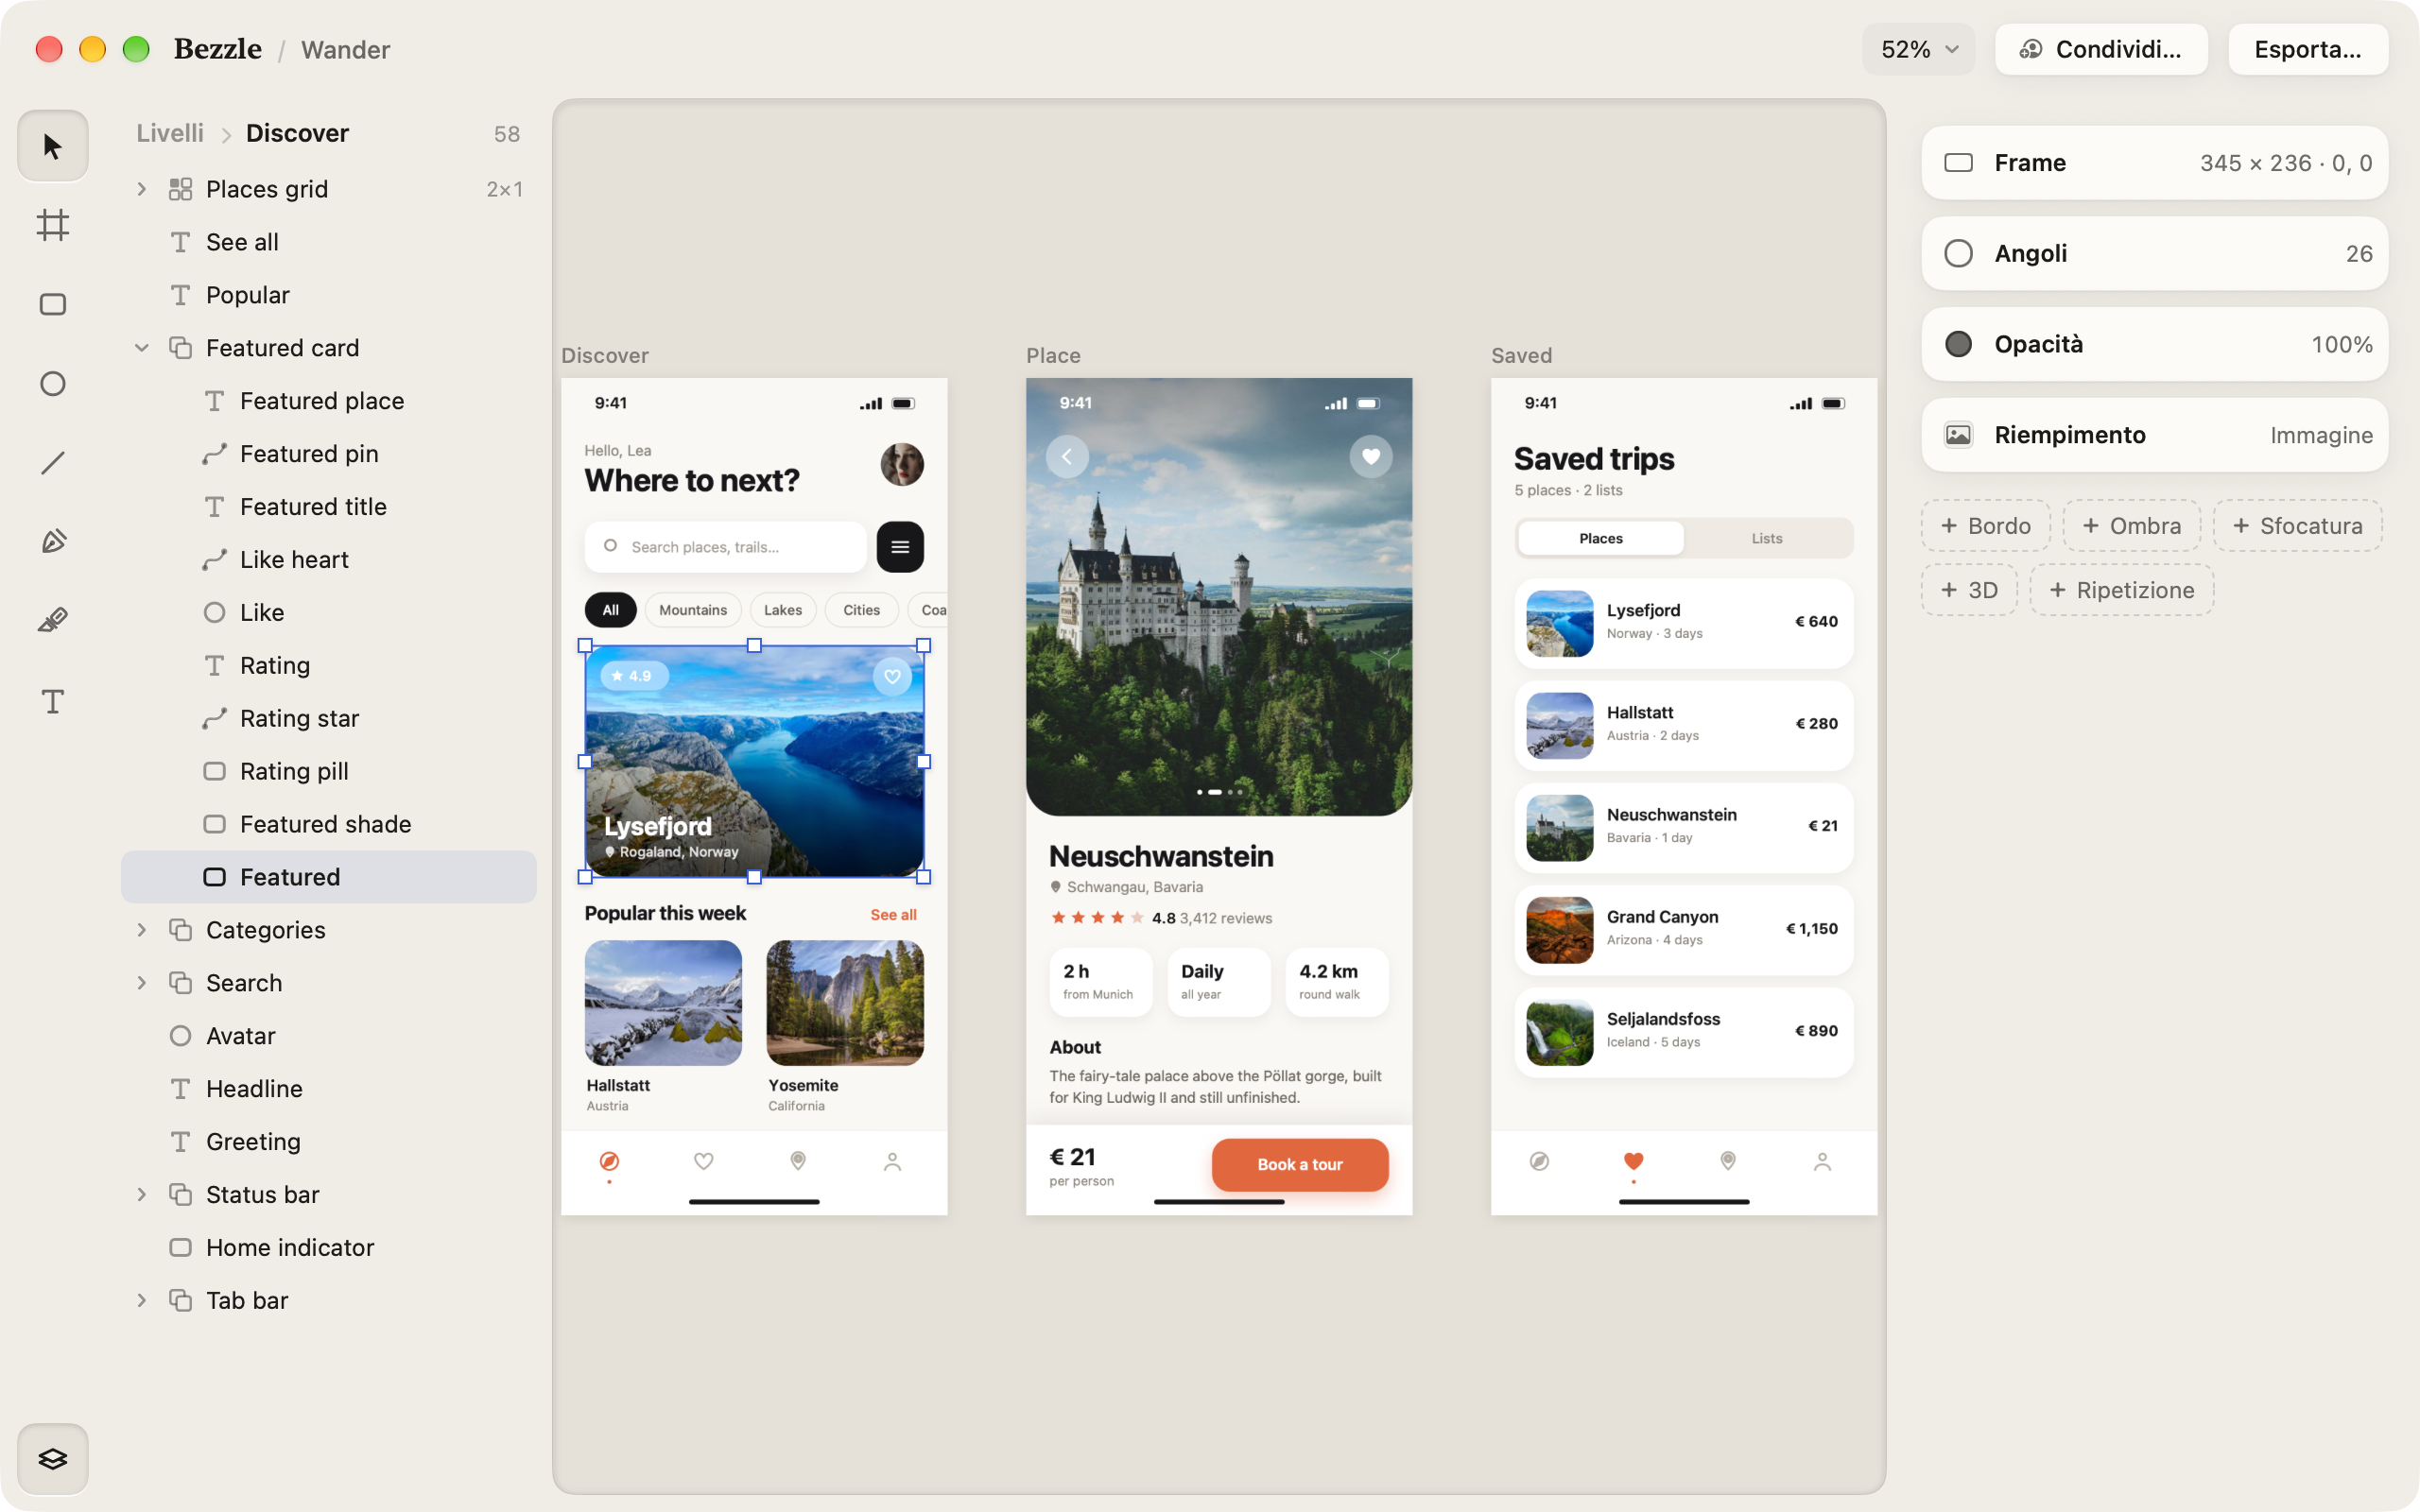 Bezzle / Wander
52%
Condividi...
Esporta...
Livelli > Discover 58
Places grid 2×1
See all
Popular
Featured card
Featured place
Featured pin
Featured title
Like heart
Like
Rating
Rating star
Rating pill
Featured shade
Featured
Categories
Search
Avatar
Headline
Greeting
Status bar
Home indicator
Tab bar
Discover
9:41
Hello, Lea
Where to next?
Search places, trails...
All Mountains Lakes Cities Coa
4.9
Lysefjord
Rogaland, Norway
Popular this week See all
Hallstatt
Austria
Yosemite
California
Place
9:41
Neuschwanstein
Schwangau, Bavaria
4.8 3,412 reviews
2 h
from Munich
Daily
all year
4.2 km
round walk
About
The fairy-tale palace above the Pöllat gorge, built
for King Ludwig II and still unfinished.
€ 21
per person
Book a tour
Saved
9:41
Saved trips
5 places · 2 lists
Places Lists
Lysefjord
Norway · 3 days
€ 640
Hallstatt
Austria · 2 days
€ 280
Neuschwanstein
Bavaria · 1 day
€ 21
Grand Canyon
Arizona · 4 days
€ 1,150
Seljalandsfoss
Iceland · 5 days
€ 890
Frame 345 × 236 · 0, 0
Angoli 26
Opacità 100%
Riempimento Immagine
+ Bordo + Ombra + Sfocatura
+ 3D + Ripetizione